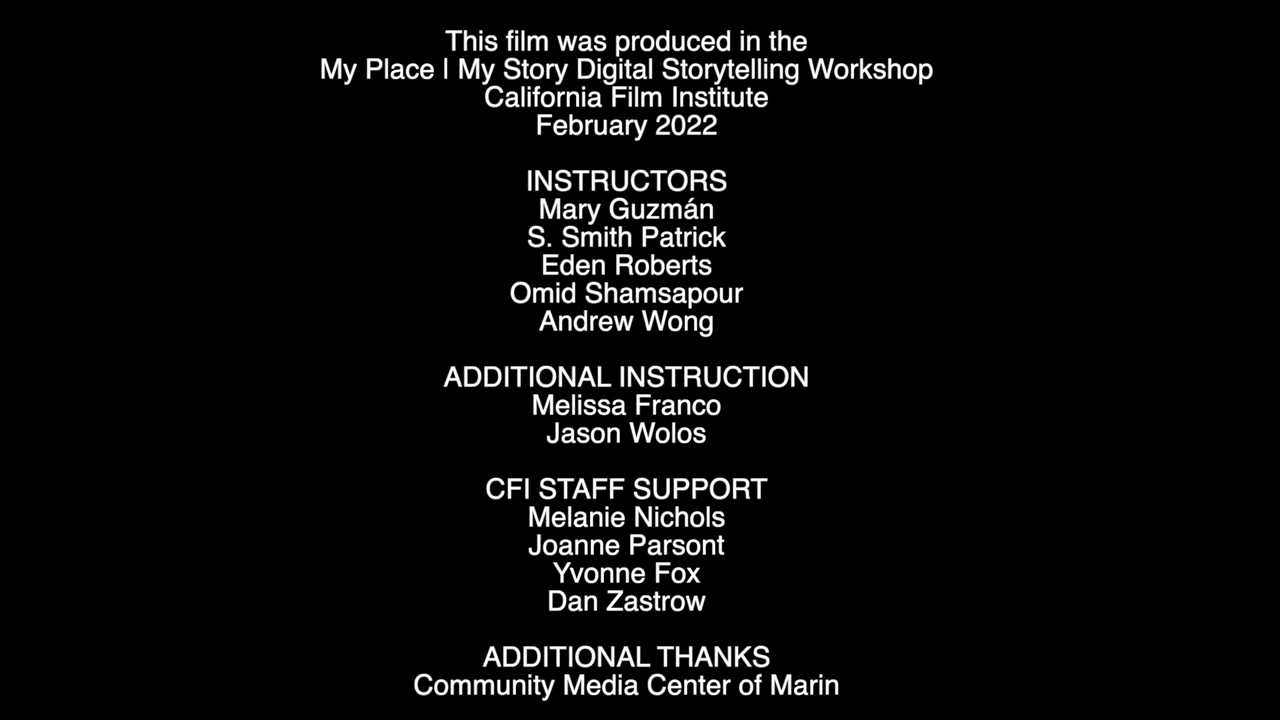 This film was produced in the
My Place | My Story Digital Storytelling Workshop
California Film Institute
February 2022
INSTRUCTORS
Mary Guzmán
S. Smith Patrick
Eden Roberts
Omid Shamsapour
Andrew Wong
ADDITIONAL INSTRUCTION
Melissa Franco
Jason Wolos
CFI STAFF SUPPORT
Melanie Nichols
Joanne Parsont
Yvonne Fox
Dan Zastrow
ADDITIONAL THANKS
Community Media Center of Marin